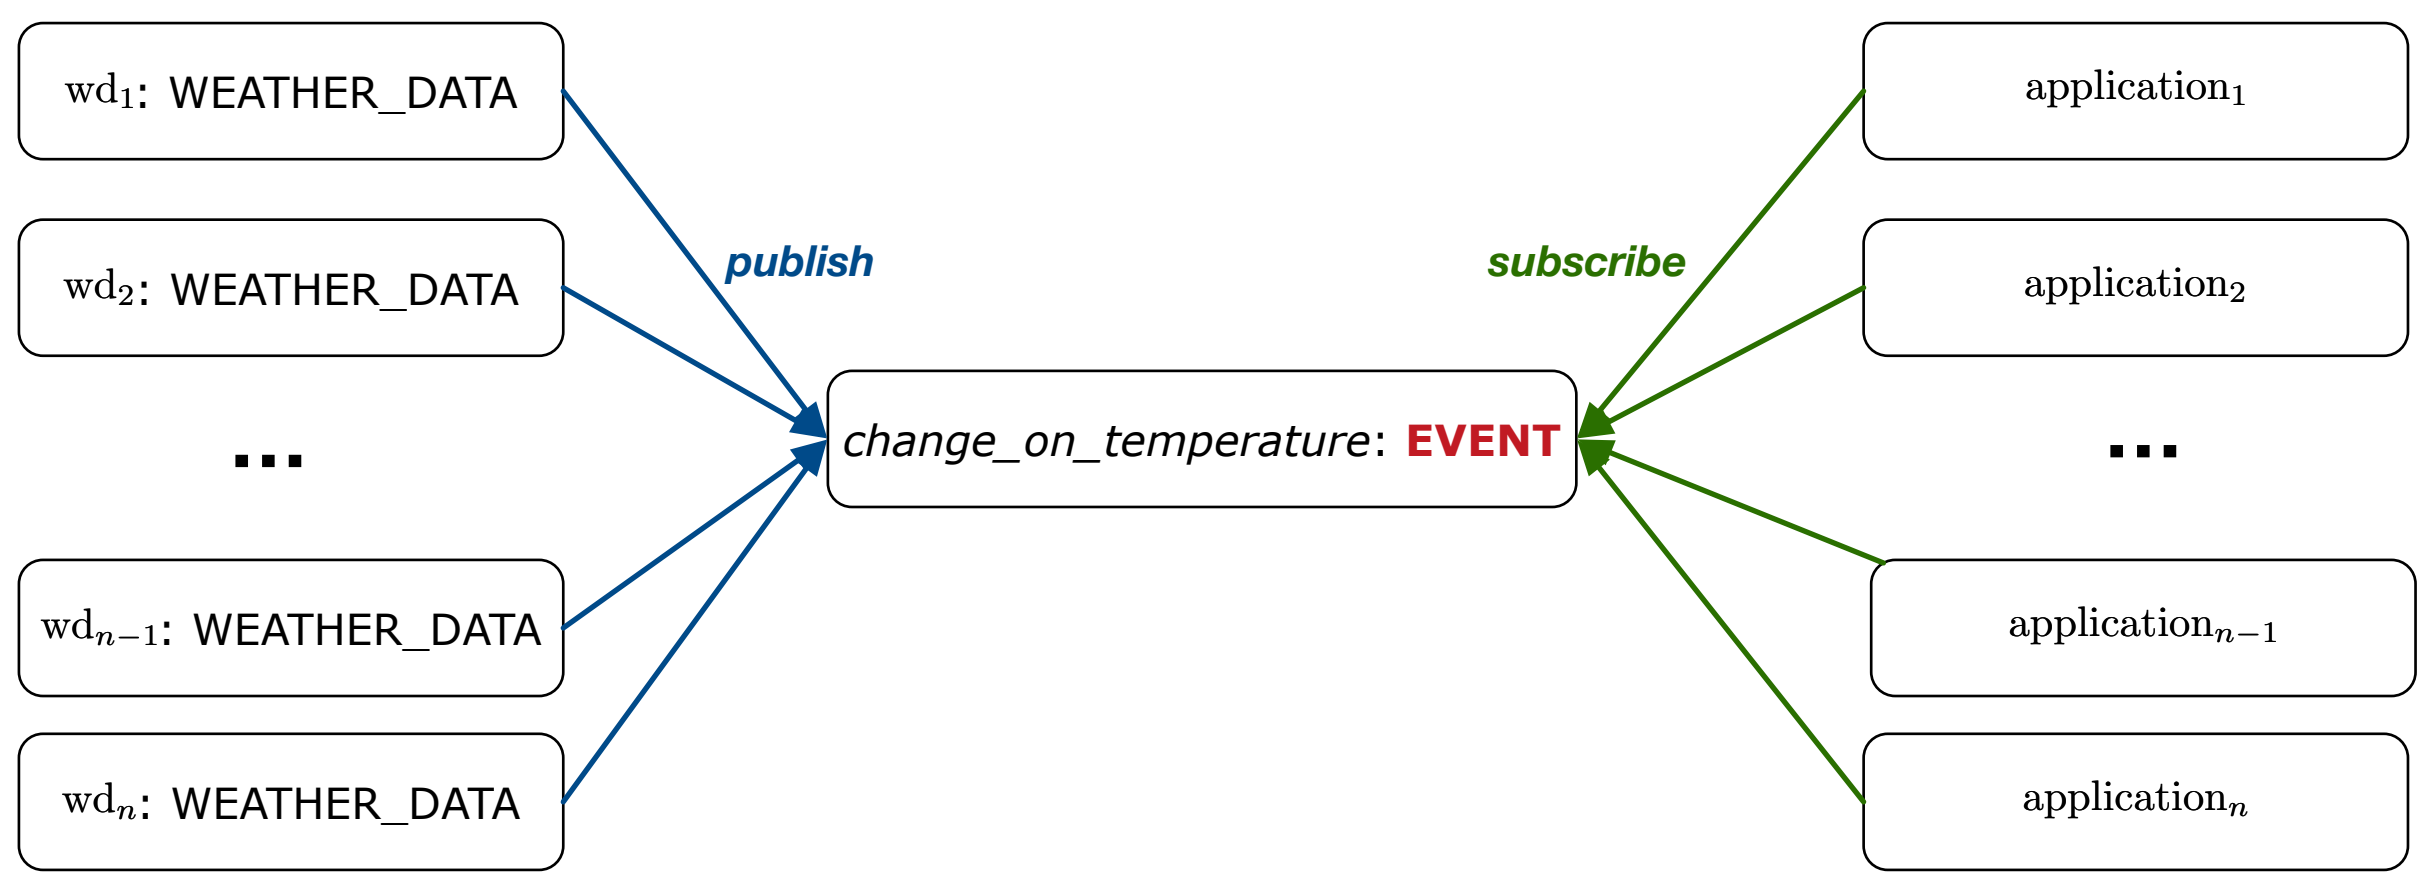 wd₁: WEATHER_DATA
wd₂: WEATHER_DATA
...
wdₙ₋₁: WEATHER_DATA
wdₙ: WEATHER_DATA
publish
change_on_temperature: EVENT
subscribe
application₁
application₂
...
applicationₙ₋₁
applicationₙ